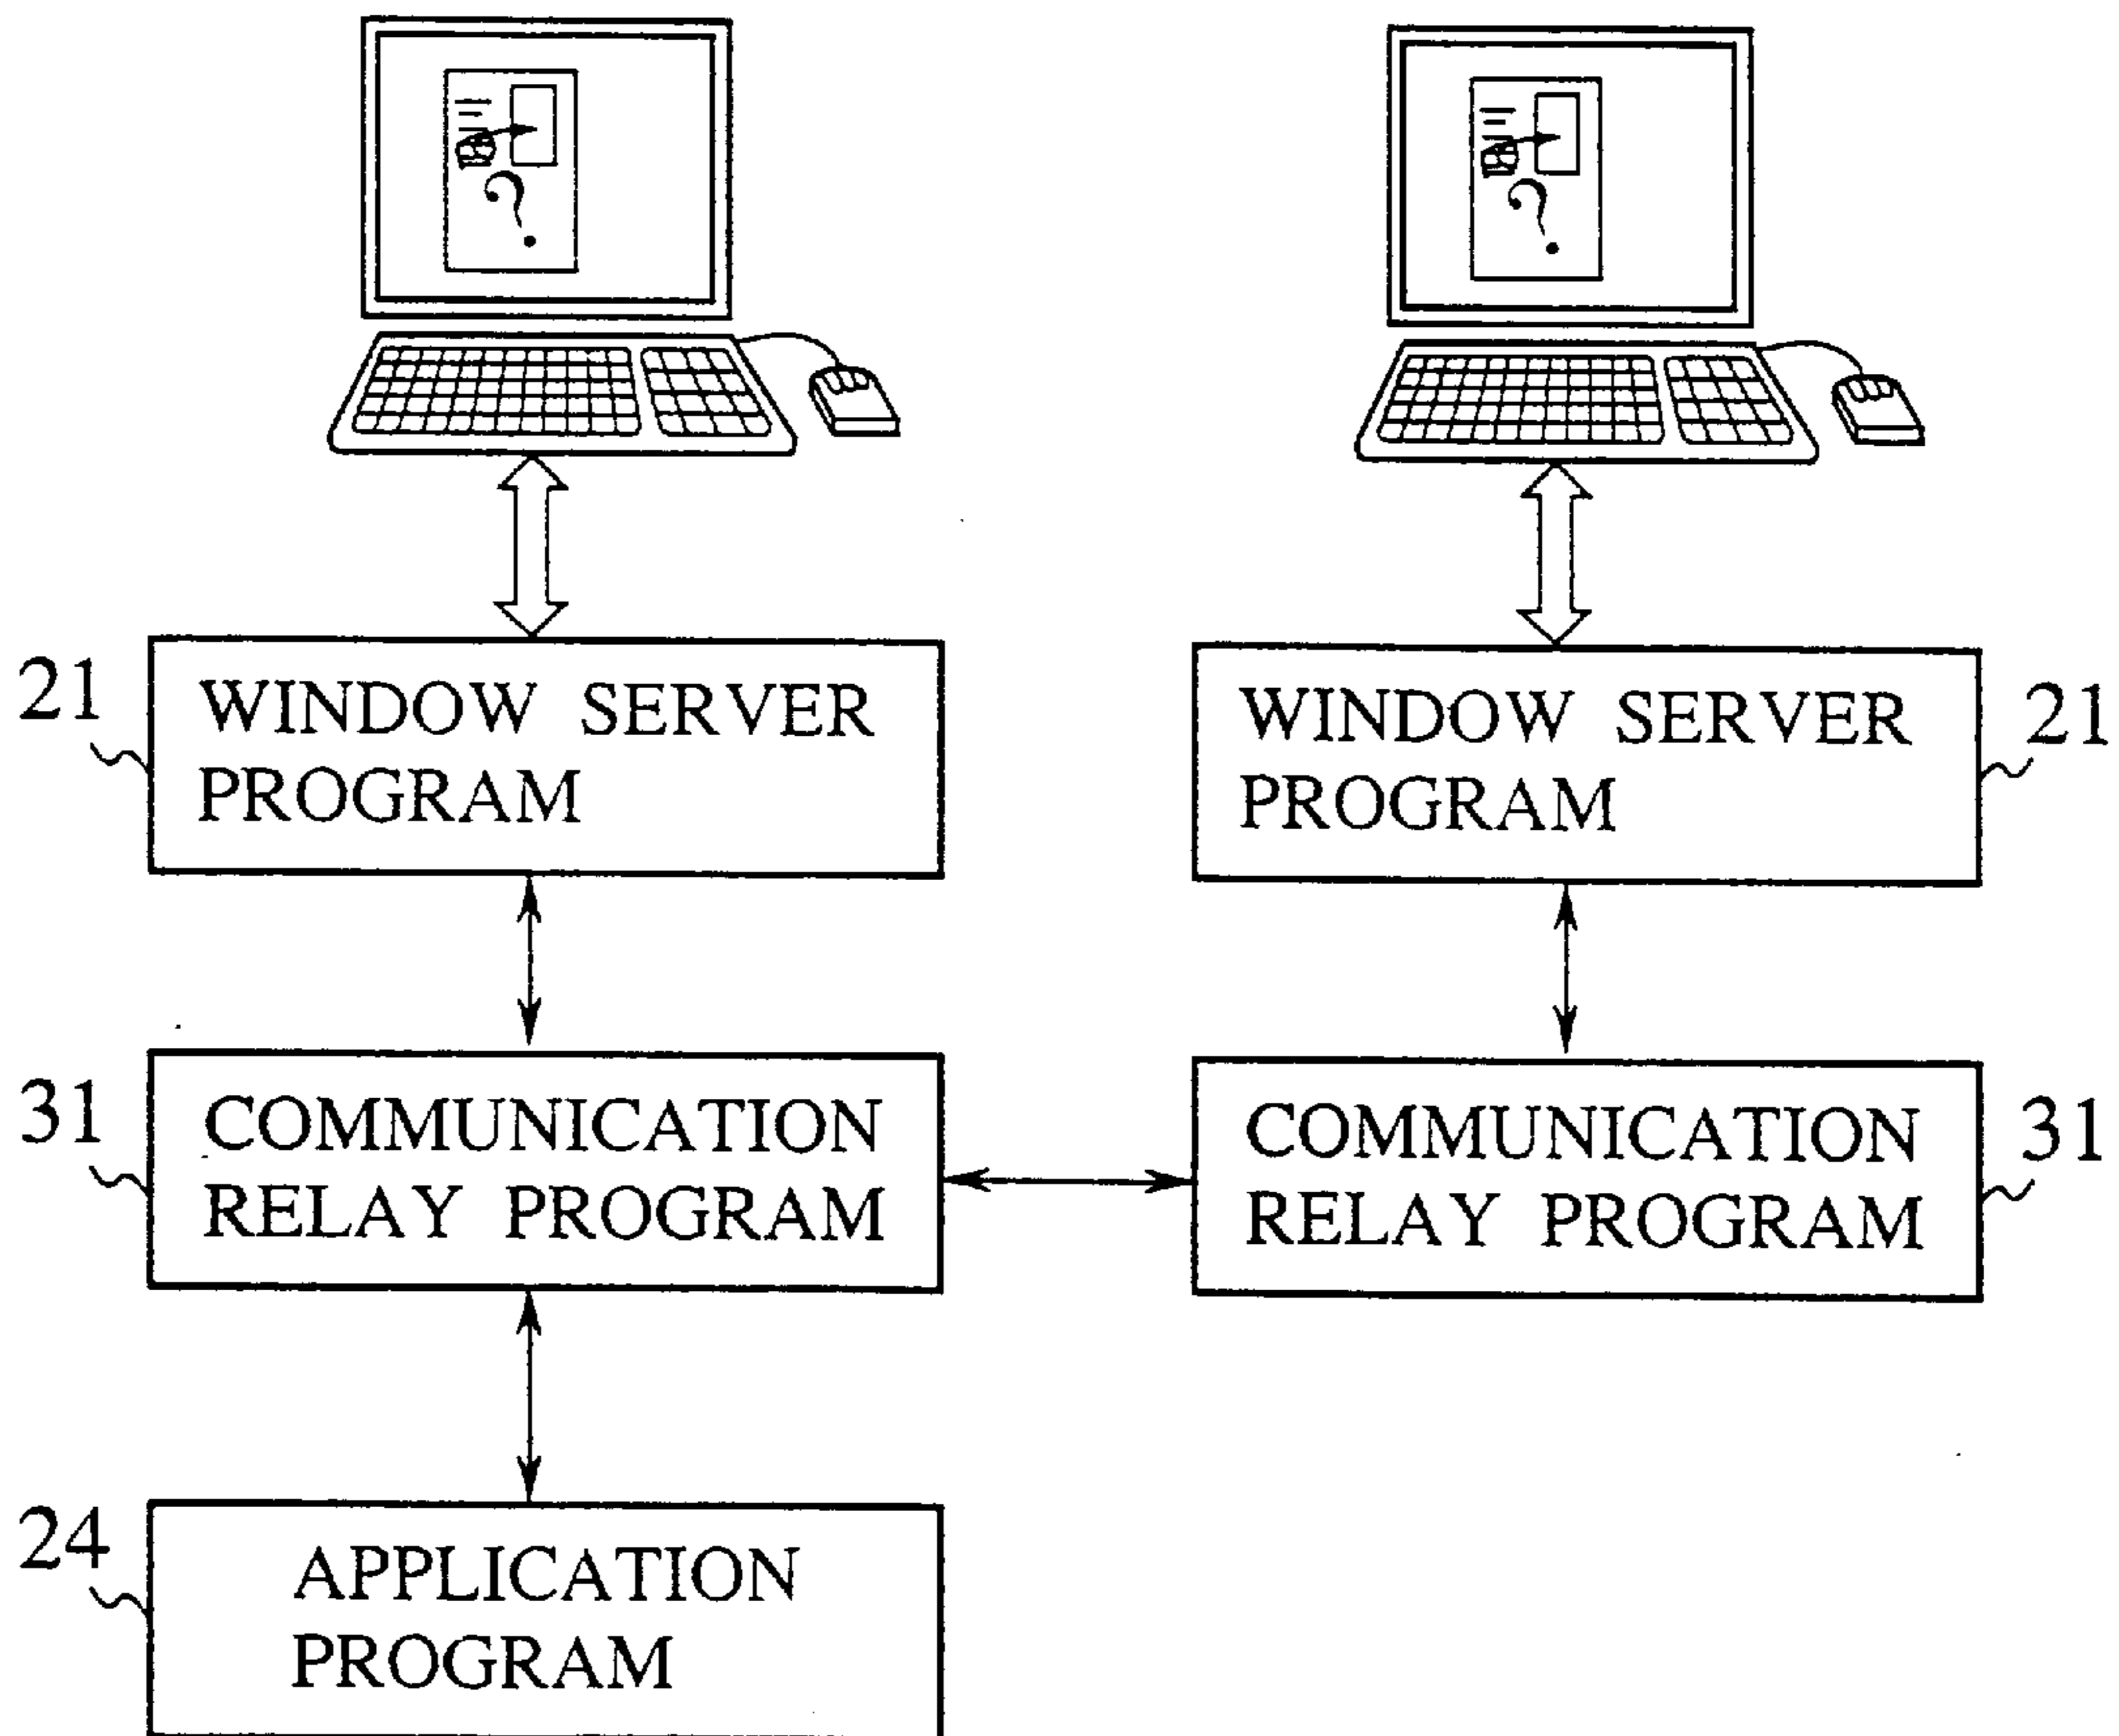 21
WINDOW SERVER
PROGRAM
WINDOW SERVER
PROGRAM
21
31
COMMUNICATION
RELAY PROGRAM
COMMUNICATION
RELAY PROGRAM
31
24
APPLICATION
PROGRAM